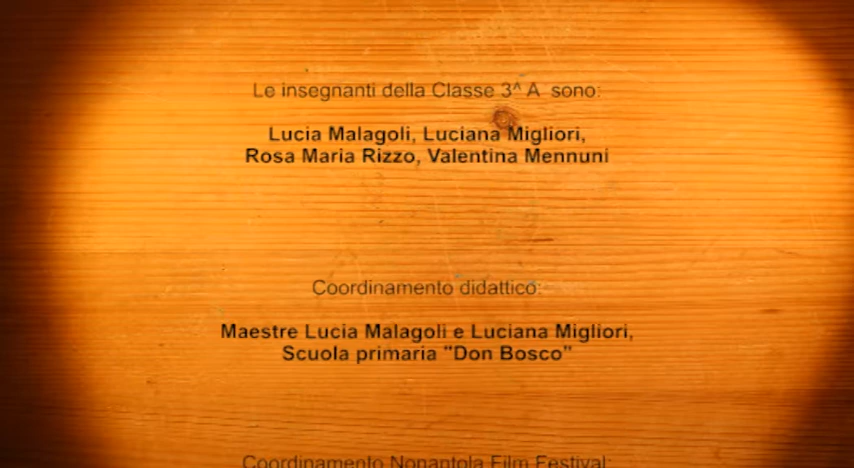 Le insegnanti della Classe 3^ A sono:
Lucia Malagoli, Luciana Migliori,
Rosa Maria Rizzo, Valentina Mennuni
Coordinamento didattico:
Maestre Lucia Malagoli e Luciana Migliori,
Scuola primaria "Don Bosco"
Coordinamento Nonantola Film Festival: